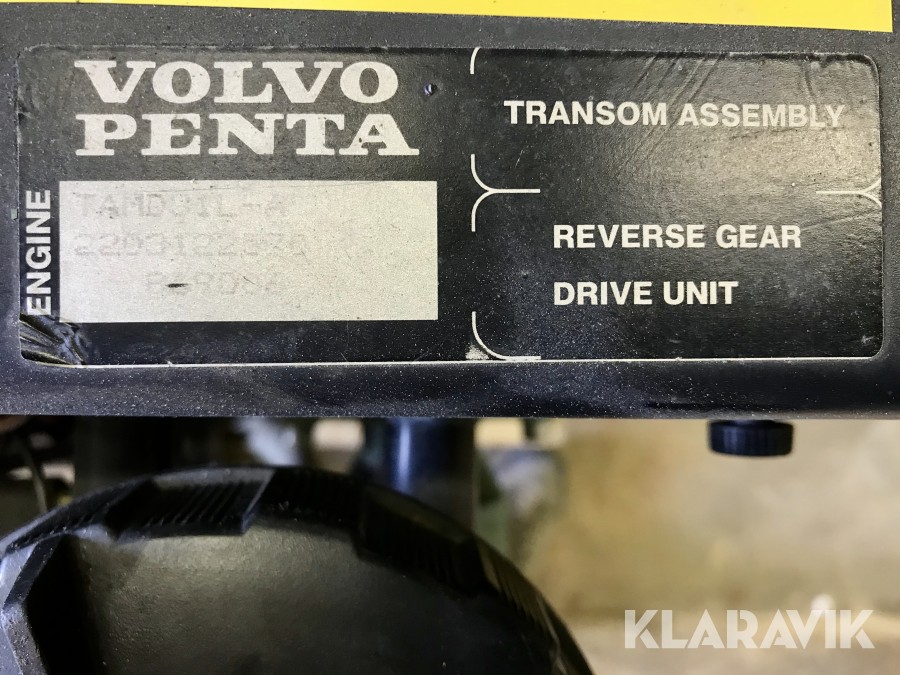 VOLVO
PENTA
ENGINE
TRANSOM ASSEMBLY
REVERSE GEAR
DRIVE UNIT
KLARAVIK